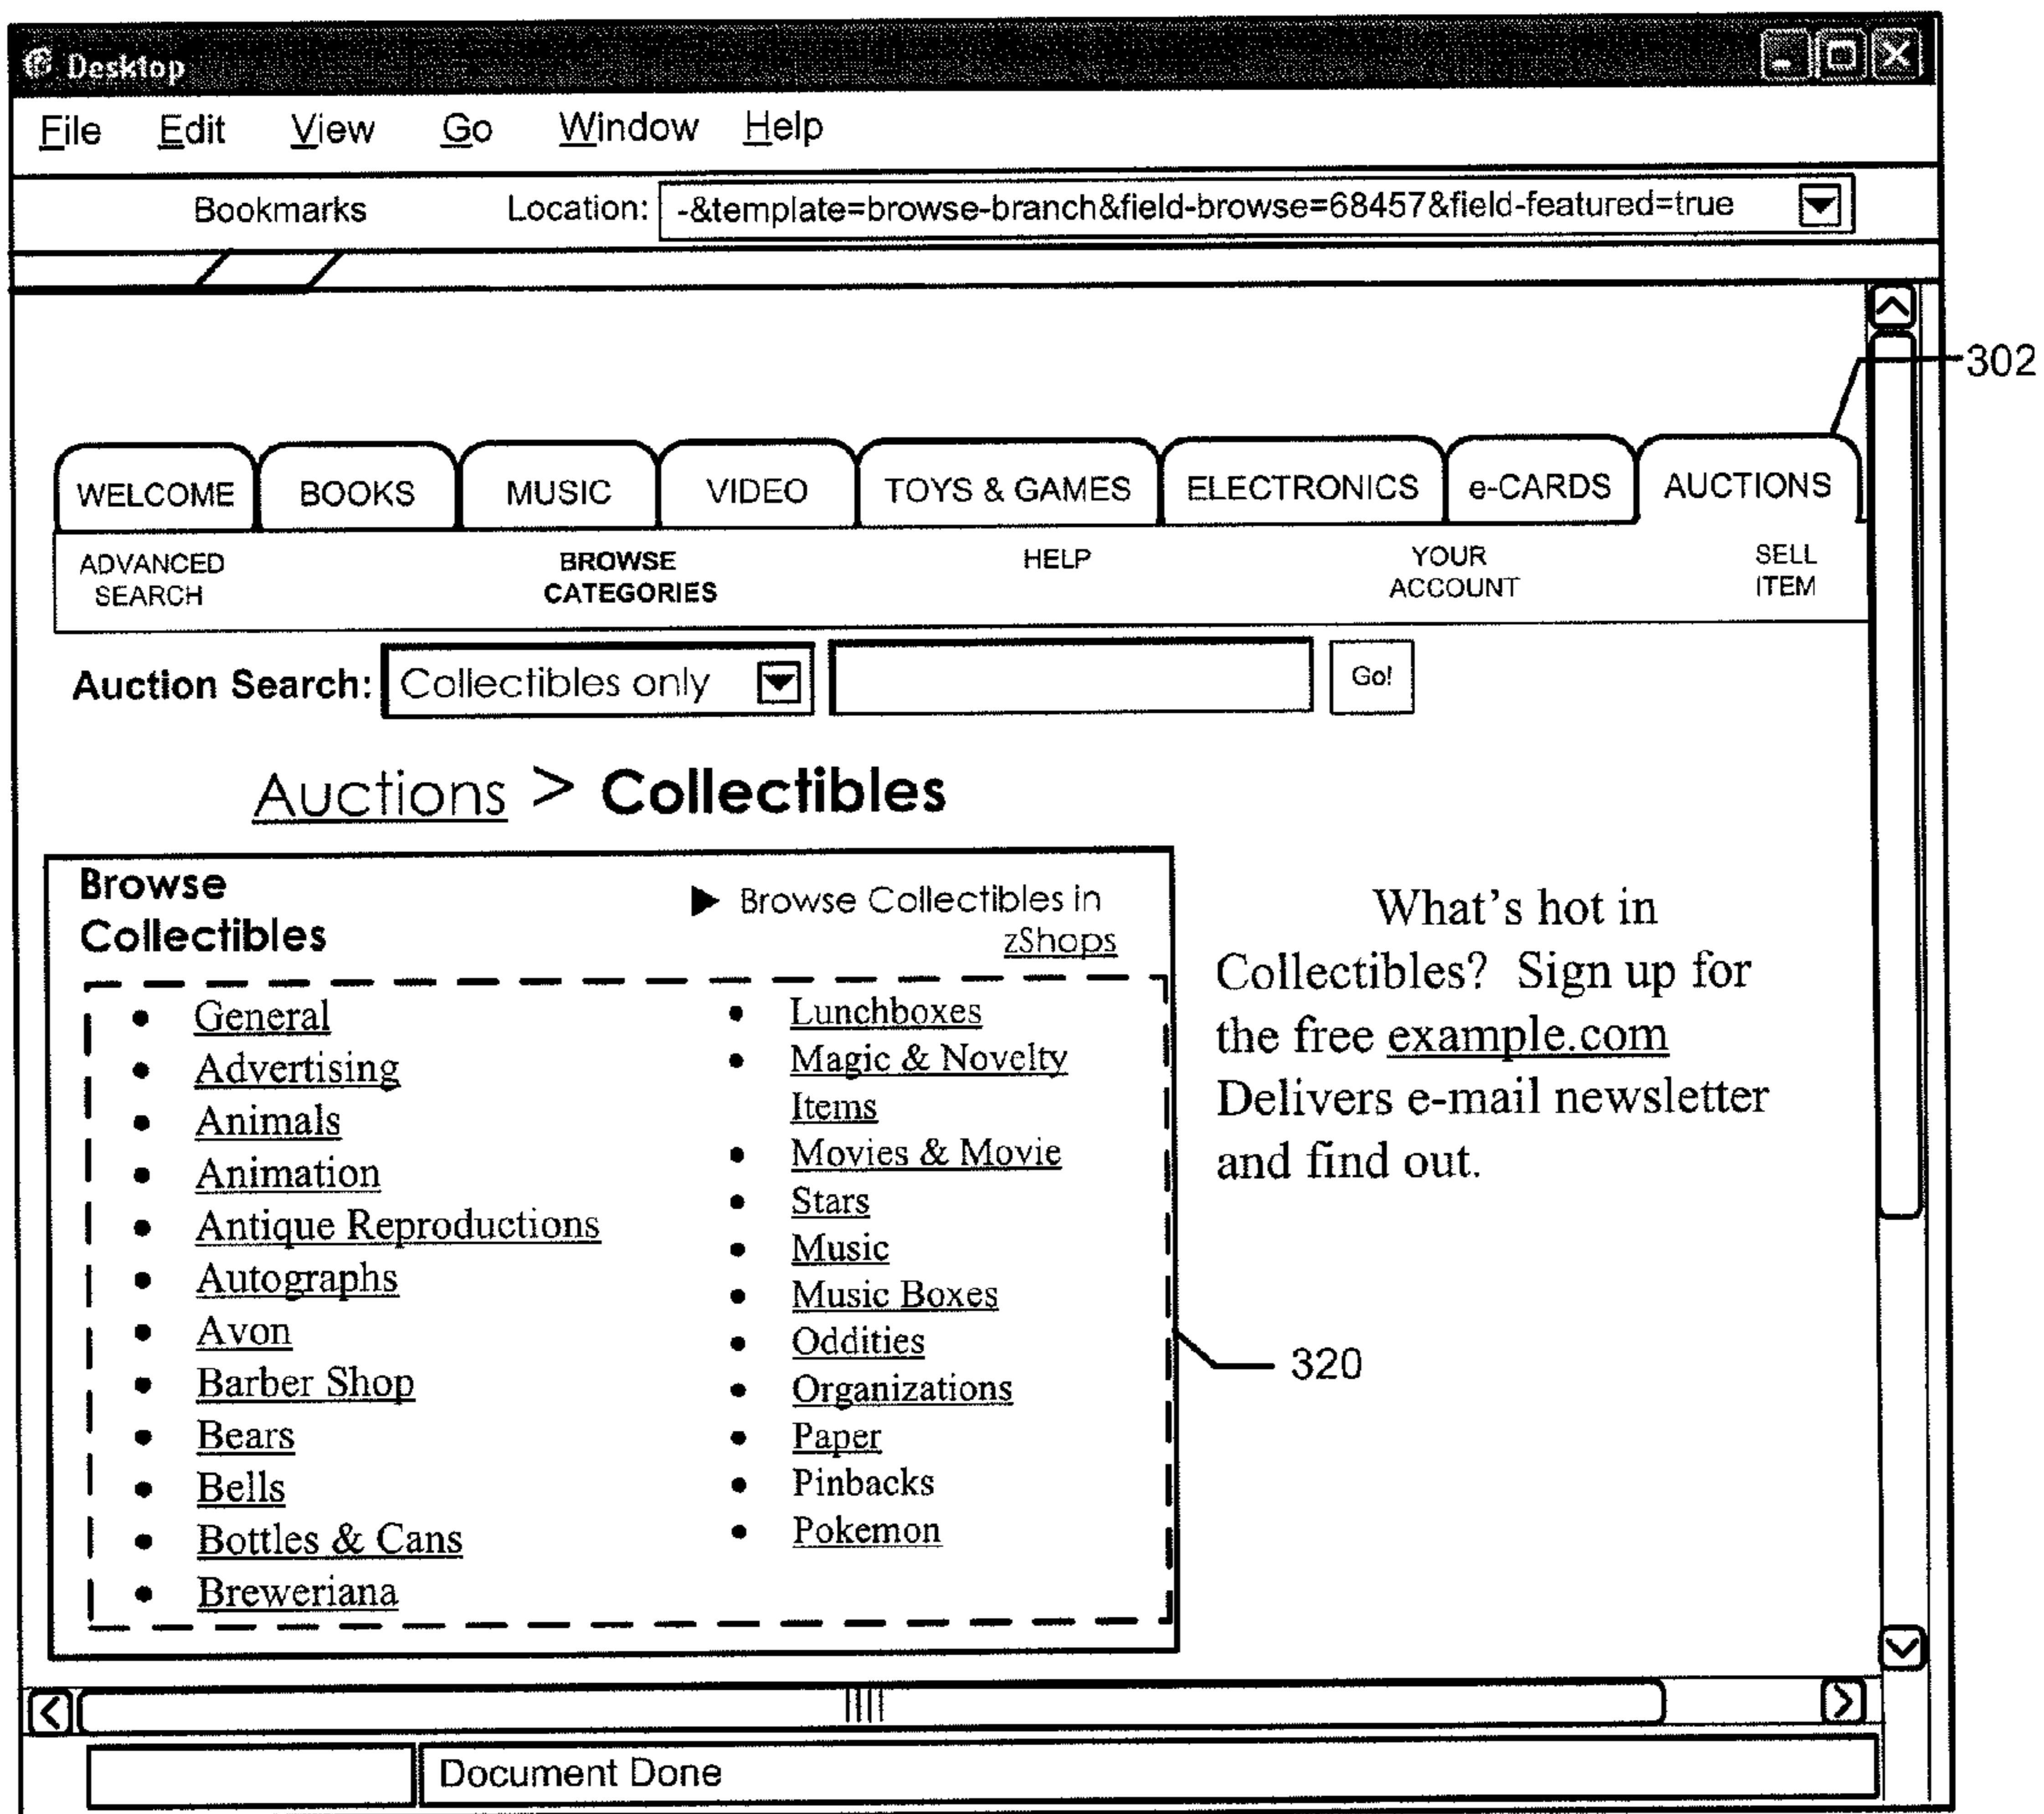 Desktop
File Edit View Go Window Help
Bookmarks Location: -&template=browse-branch&field-browse=68457&field-featured=true
302
WELCOME BOOKS MUSIC VIDEO TOYS & GAMES ELECTRONICS e-CARDS AUCTIONS
ADVANCED SEARCH BROWSE CATEGORIES HELP YOUR ACCOUNT SELL ITEM
Auction Search: Collectibles only Go!
Auctions > Collectibles
Browse
Collectibles
▶ Browse Collectibles in
zShops
• General
• Advertising
• Animals
• Animation
• Antique Reproductions
• Autographs
• Avon
• Barber Shop
• Bears
• Bells
• Bottles & Cans
• Breweriana
• Lunchboxes
• Magic & Novelty
Items
• Movies & Movie
• Stars
• Music
• Music Boxes
• Oddities
• Organizations
• Paper
• Pinbacks
• Pokemon
320
What's hot in
Collectibles? Sign up for
the free example.com
Delivers e-mail newsletter
and find out.
Document Done